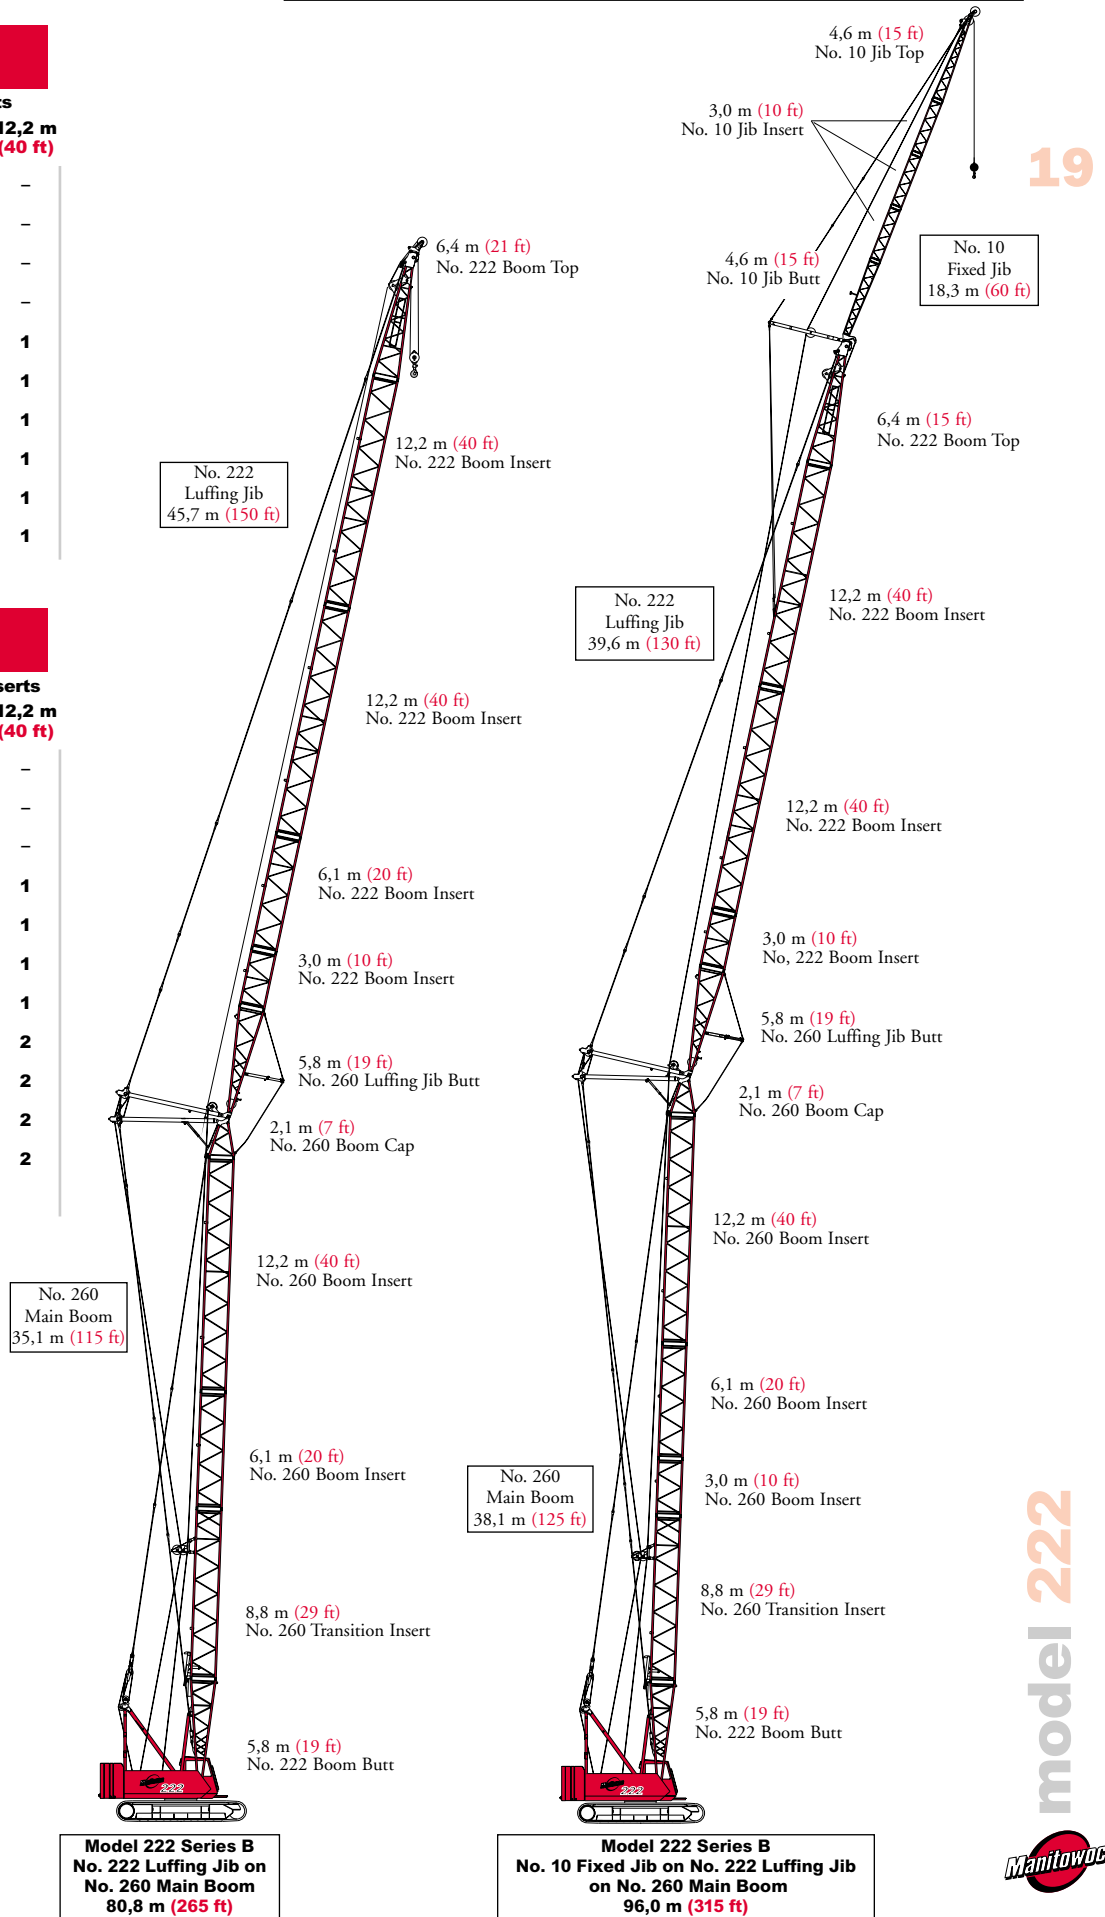 ts
12,2 m
(40 ft)
–
–
–
–
1
1
1
1
1
1
serts
12,2 m
(40 ft)
–
–
–
1
1
1
1
2
2
2
2
6,4 m (21 ft)
No. 222 Boom Top
12,2 m (40 ft)
No. 222 Boom Insert
No. 222
Luffing Jib
45,7 m (150 ft)
12,2 m (40 ft)
No. 222 Boom Insert
6,1 m (20 ft)
No. 222 Boom Insert
3,0 m (10 ft)
No. 222 Boom Insert
5,8 m (19 ft)
No. 260 Luffing Jib Butt
2,1 m (7 ft)
No. 260 Boom Cap
12,2 m (40 ft)
No. 260 Boom Insert
No. 260
Main Boom
35,1 m (115 ft)
6,1 m (20 ft)
No. 260 Boom Insert
8,8 m (29 ft)
No. 260 Transition Insert
5,8 m (19 ft)
No. 222 Boom Butt
Manitowoc
222
Model 222 Series B
No. 222 Luffing Jib on
No. 260 Main Boom
80,8 m (265 ft)
4,6 m (15 ft)
No. 10 Jib Top
3,0 m (10 ft)
No. 10 Jib Insert
4,6 m (15 ft)
No. 10 Jib Butt
No. 10
Fixed Jib
18,3 m (60 ft)
6,4 m (15 ft)
No. 222 Boom Top
12,2 m (40 ft)
No. 222 Boom Insert
No. 222
Luffing Jib
39,6 m (130 ft)
12,2 m (40 ft)
No. 222 Boom Insert
3,0 m (10 ft)
No, 222 Boom Insert
5,8 m (19 ft)
No. 260 Luffing Jib Butt
2,1 m (7 ft)
No. 260 Boom Cap
12,2 m (40 ft)
No. 260 Boom Insert
6,1 m (20 ft)
No. 260 Boom Insert
No. 260
Main Boom
38,1 m (125 ft)
3,0 m (10 ft)
No. 260 Boom Insert
8,8 m (29 ft)
No. 260 Transition Insert
5,8 m (19 ft)
No. 222 Boom Butt
Manitowoc
222
Model 222 Series B
No. 10 Fixed Jib on No. 222 Luffing Jib
on No. 260 Main Boom
96,0 m (315 ft)
19
model 222
Manitowoc